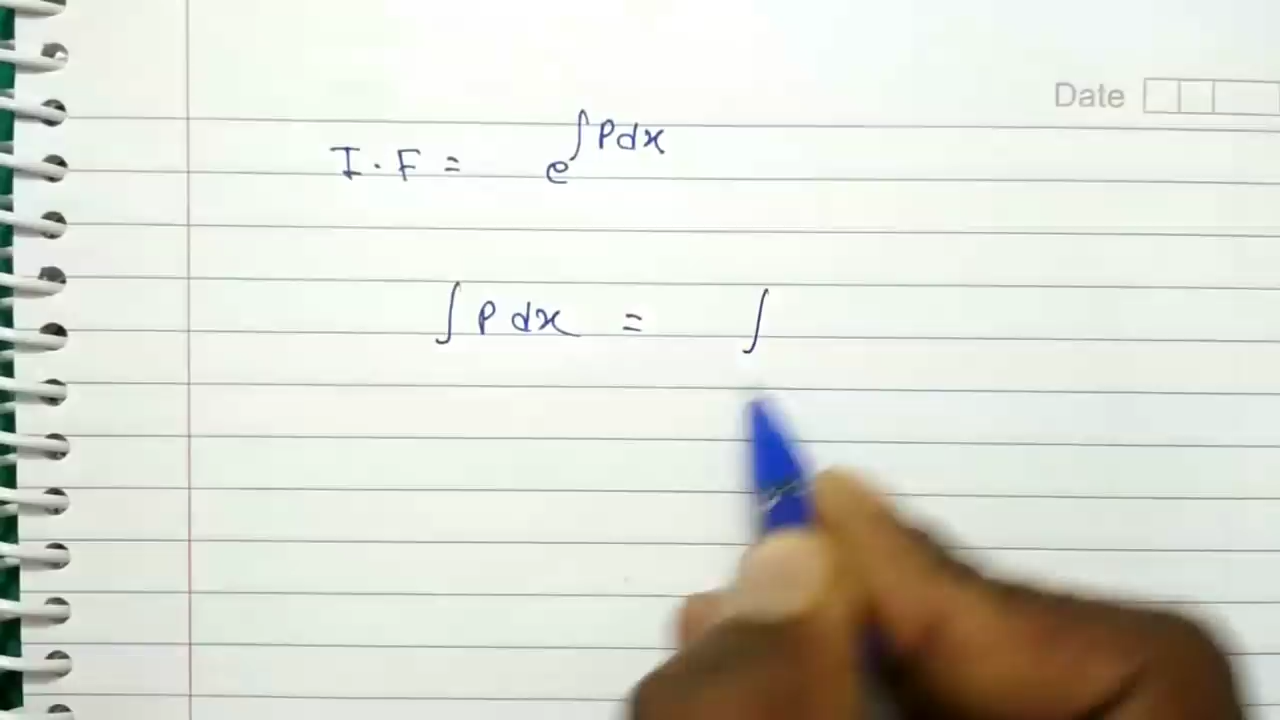 Date
I.F = e^∫Pdx
∫ P dx = ∫